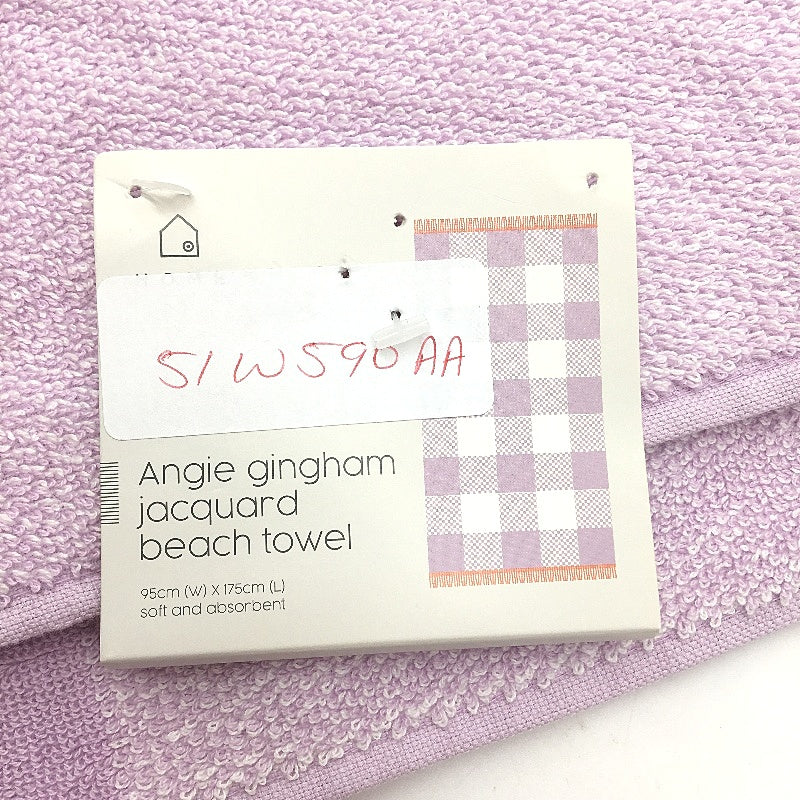 51W590AA
Angie gingham
jacquard
beach towel
95cm (W) X 175cm (L)
soft and absorbent